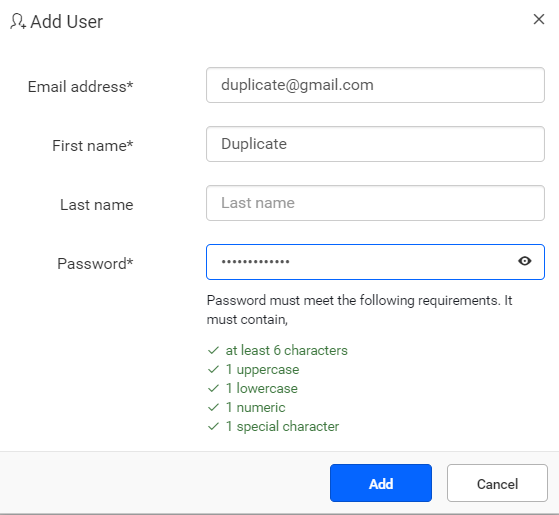 Add User
Email address*
duplicate@gmail.com
First name*
Duplicate
Last name
Last name
Password*
•••••••••••••
Password must meet the following requirements. It
must contain,
at least 6 characters
1 uppercase
1 lowercase
1 numeric
1 special character
Add
Cancel